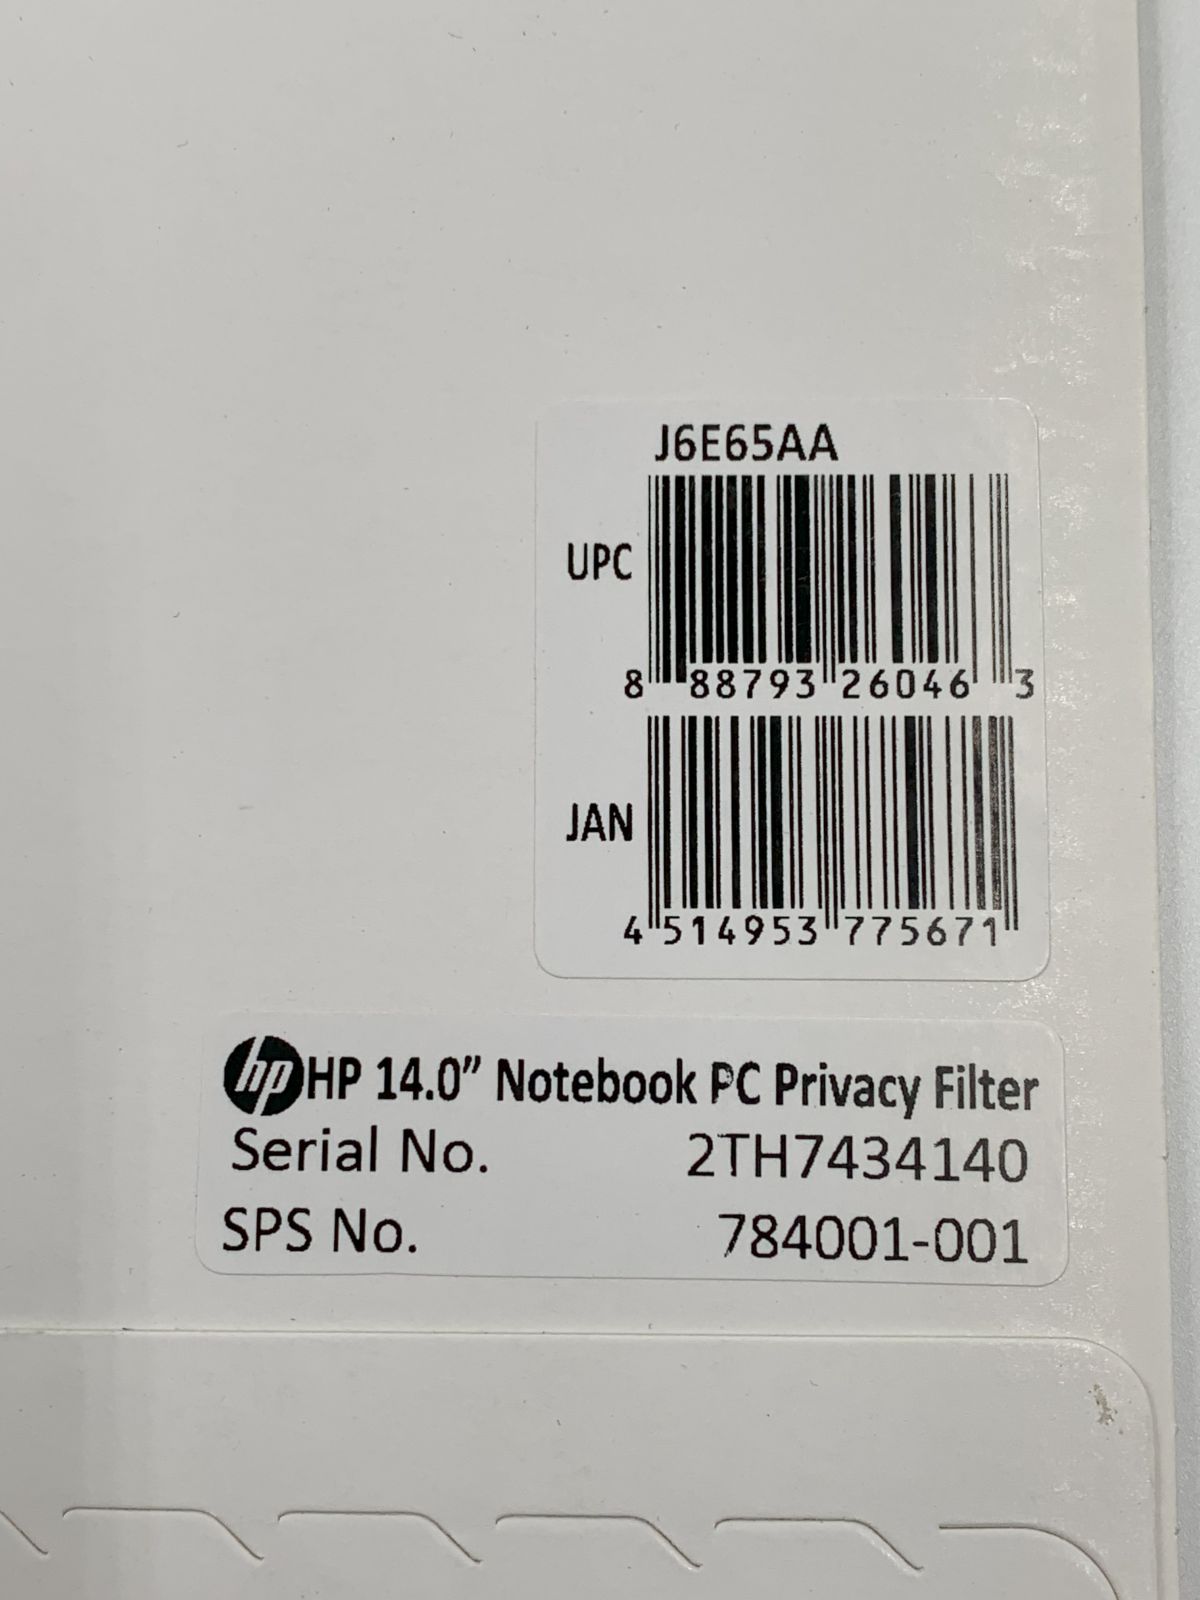 J6E65AA
UPC
8 88793 26046 3
JAN
4 514953 775671
hp HP 14.0” Notebook PC Privacy Filter
Serial No. 2TH7434140
SPS No. 784001-001